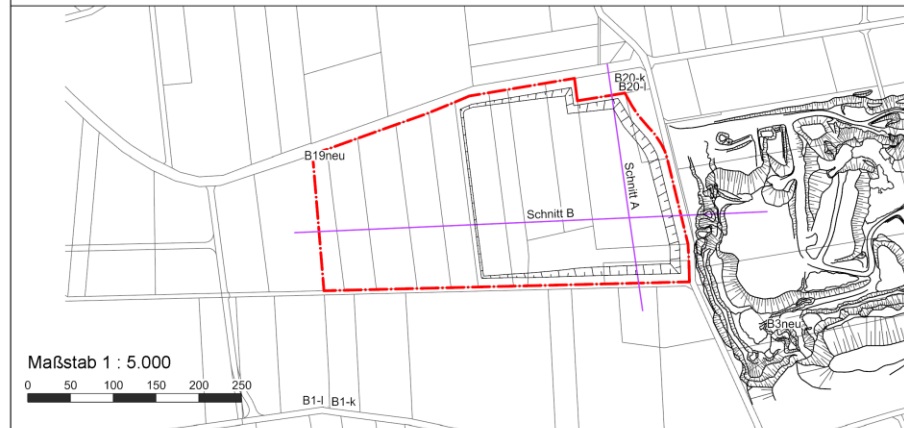 B20-k
B20-l
B19neu
Schnitt A
Schnitt B
B3neu
Maßstab 1 : 5.000
0 50 100 150 200 250
B1-l B1-k